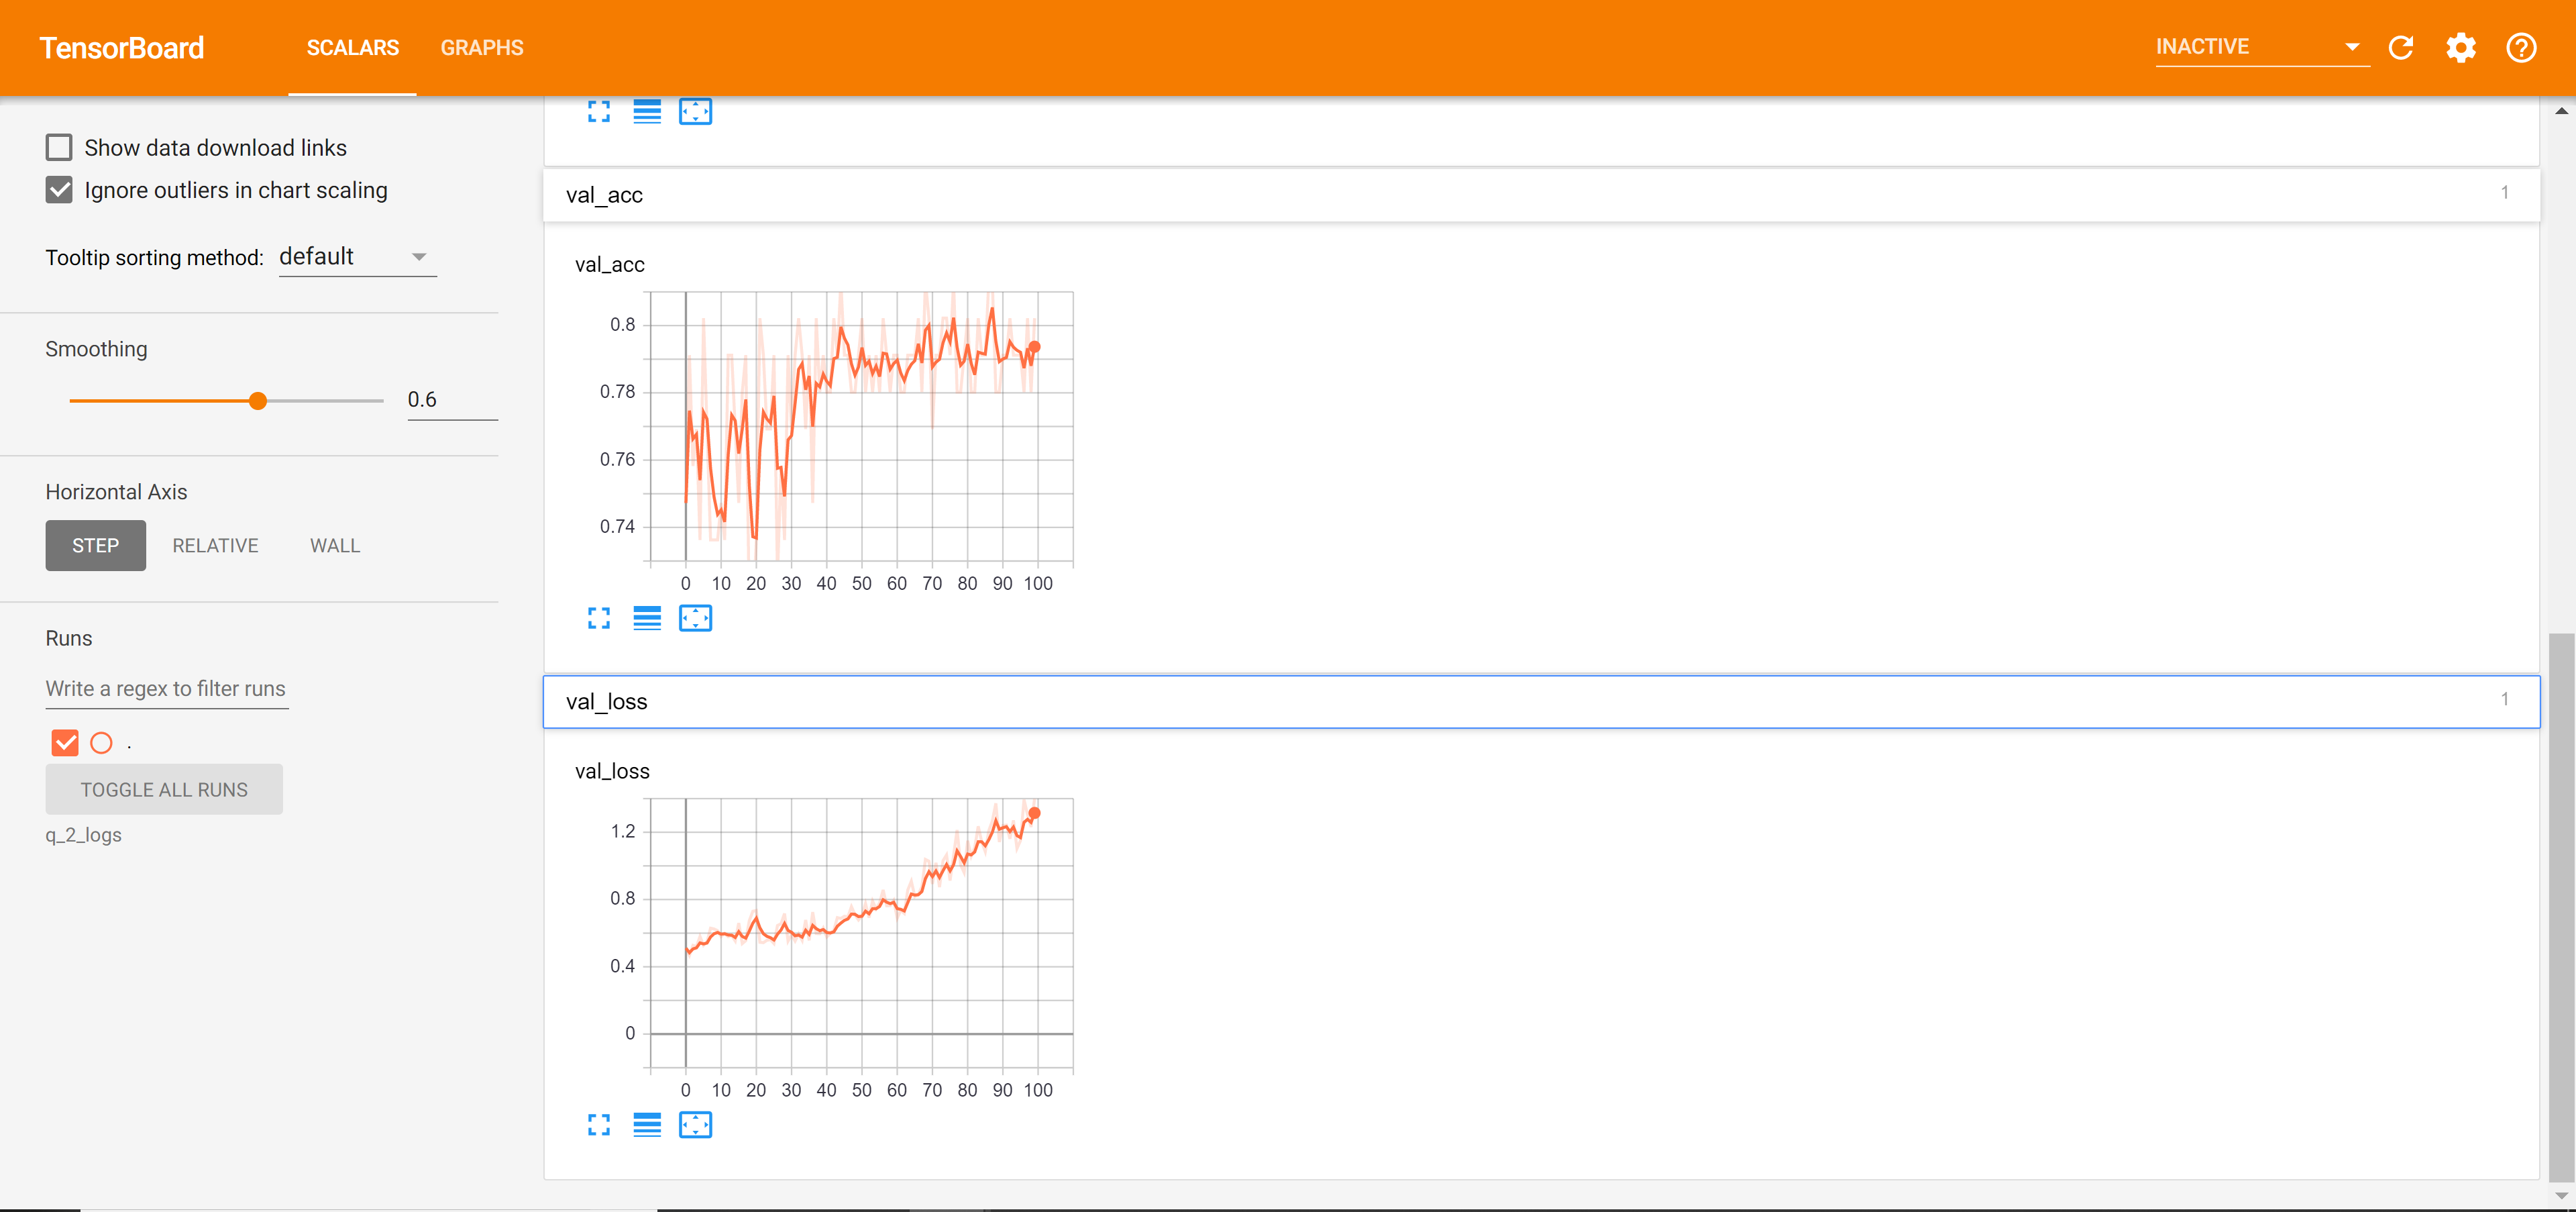 TensorBoard SCALARS GRAPHS INACTIVE
Show data download links
Ignore outliers in chart scaling
Tooltip sorting method: default
Smoothing
0.6
Horizontal Axis
STEP RELATIVE WALL
Runs
Write a regex to filter runs
.
TOGGLE ALL RUNS
q_2_logs
val_acc 1
val_acc
0.8
0.78
0.76
0.74
0 10 20 30 40 50 60 70 80 90 100
val_loss 1
val_loss
1.2
0.8
0.4
0
0 10 20 30 40 50 60 70 80 90 100